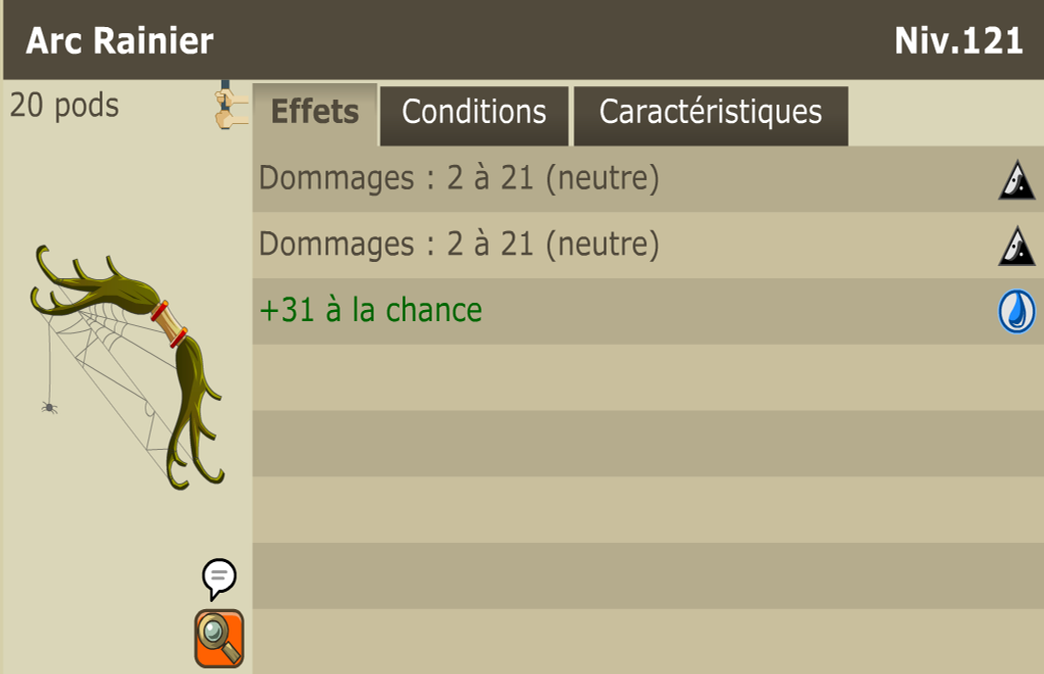 Arc Rainier
Niv.121
20 pods
Effets
Conditions
Caractéristiques
Dommages : 2 à 21 (neutre)
Dommages : 2 à 21 (neutre)
+31 à la chance